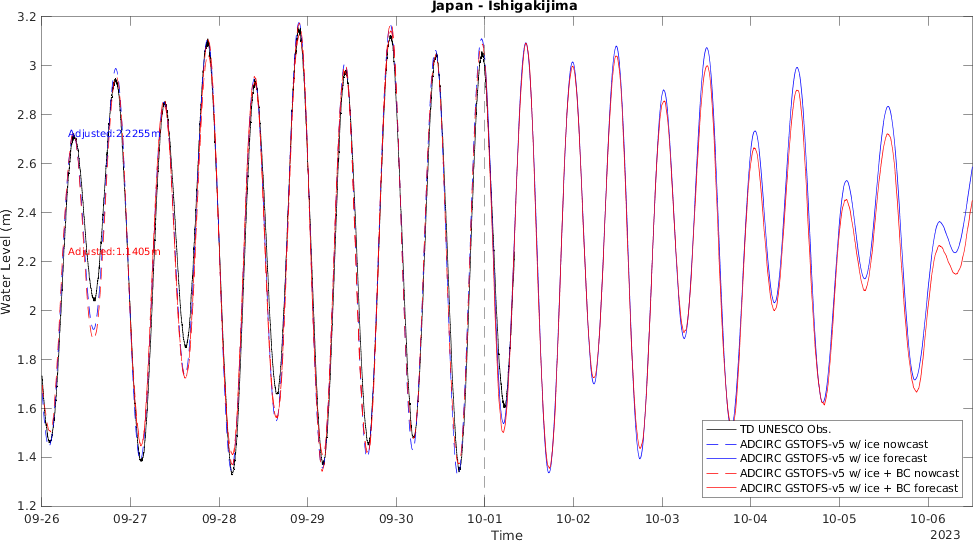 Japan - Ishigakijima
3.2
3
2.8
2.6
2.4
2.2
2
1.8
1.6
1.4
1.2
Water Level (m)
Adjusted:2.2255m
Adjusted:1.1405m
TD UNESCO Obs.
ADCIRC GSTOFS-v5 w/ ice nowcast
ADCIRC GSTOFS-v5 w/ ice forecast
ADCIRC GSTOFS-v5 w/ ice + BC nowcast
ADCIRC GSTOFS-v5 w/ ice + BC forecast
09-26 09-27 09-28 09-29 09-30 10-01 10-02 10-03 10-04 10-05 10-06
Time
2023